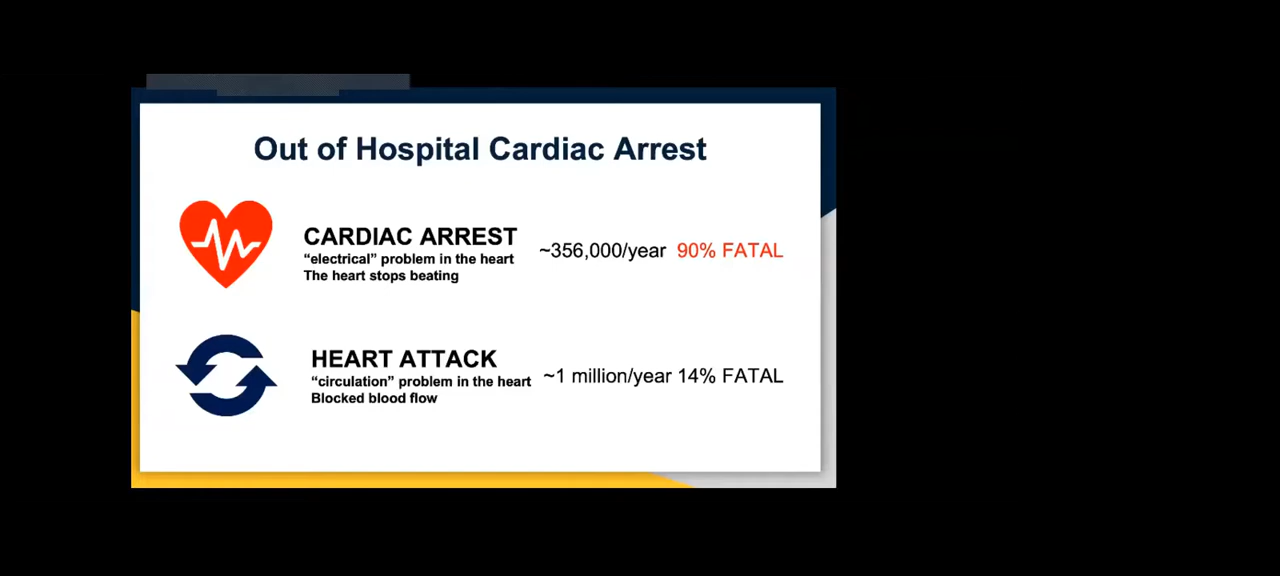 Out of Hospital Cardiac Arrest
CARDIAC ARREST
“electrical” problem in the heart
The heart stops beating
~356,000/year 90% FATAL
HEART ATTACK
“circulation” problem in the heart
Blocked blood flow
~1 million/year 14% FATAL